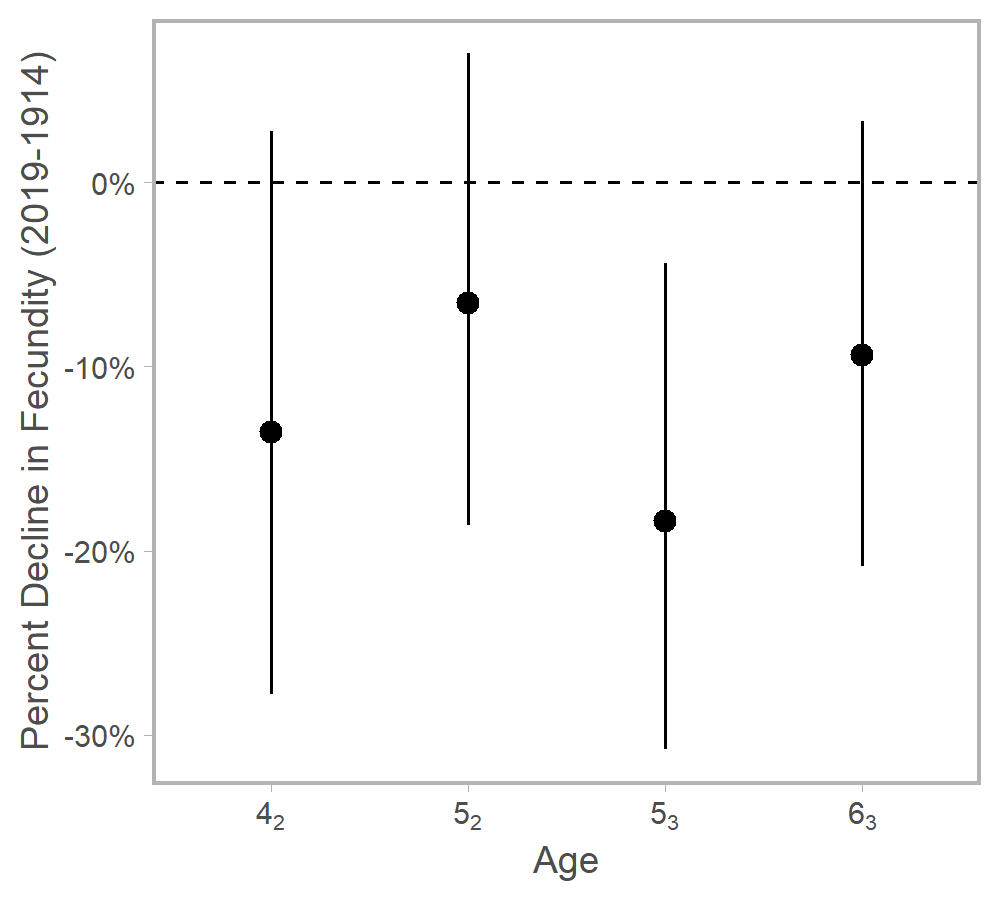 Percent Decline in Fecundity (2019-1914)
0%
-10%
-20%
-30%
4₂ 5₂ 5₃ 6₃
Age